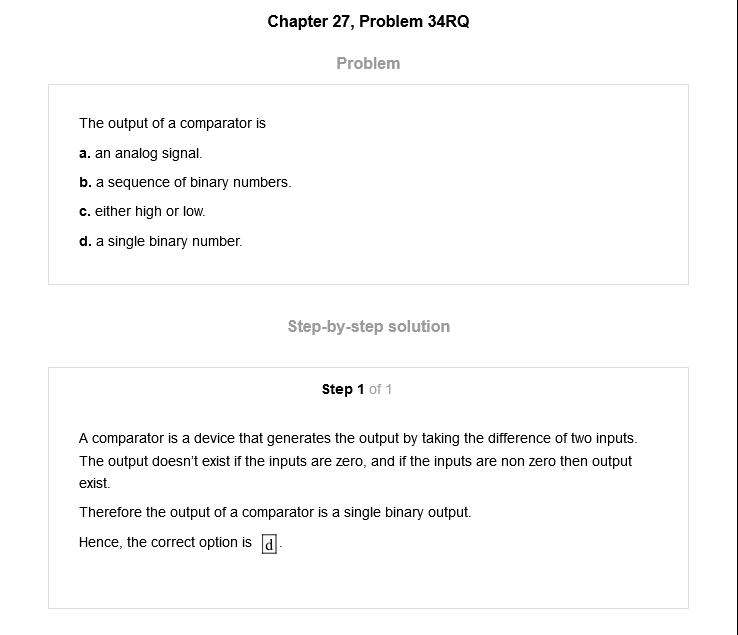 Chapter 27, Problem 34RQ
Problem
The output of a comparator is
a. an analog signal.
b. a sequence of binary numbers.
c. either high or low.
d. a single binary number.
Step-by-step solution
Step 1 of 1
A comparator is a device that generates the output by taking the difference of two inputs.
The output doesn't exist if the inputs are zero, and if the inputs are non zero then output
exist.
Therefore the output of a comparator is a single binary output.
Hence, the correct option is d.